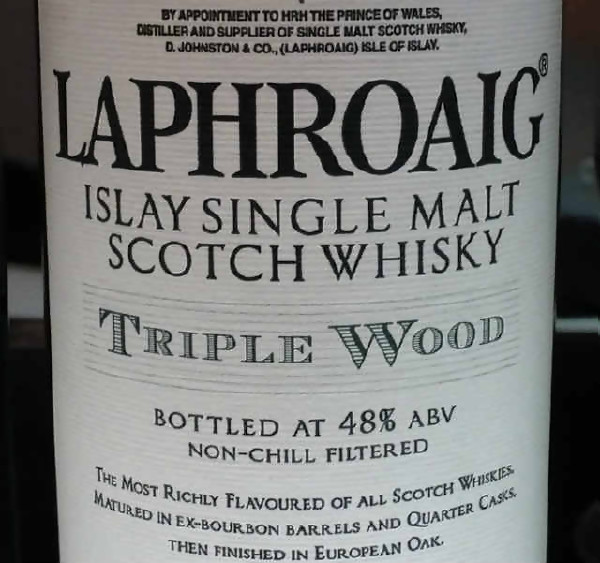 BY APPOINTMENT TO HRH THE PRINCE OF WALES,
DISTILLER AND SUPPLIER OF SINGLE MALT SCOTCH WHISKY,
D. JOHNSTON & CO., (LAPHROAIG) ISLE OF ISLAY.
LAPHROAIG®
ISLAY SINGLE MALT
SCOTCH WHISKY
TRIPLE WOOD
BOTTLED AT 48% ABV
NON-CHILL FILTERED
THE MOST RICHLY FLAVOURED OF ALL SCOTCH WHISKIES.
MATURED IN EX-BOURBON BARRELS AND QUARTER CASKS,
THEN FINISHED IN EUROPEAN OAK.